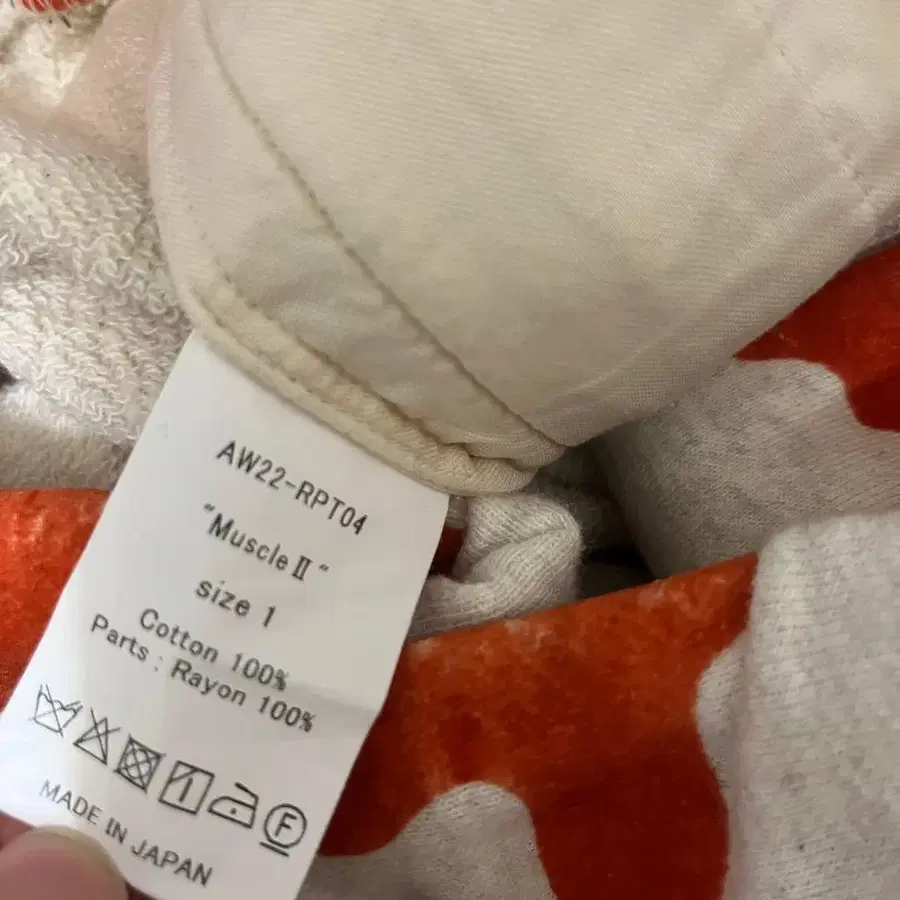 AW22-RPT04
"Muscle Ⅱ"
size 1
Cotton 100%
Parts : Rayon 100%
F
MADE IN JAPAN